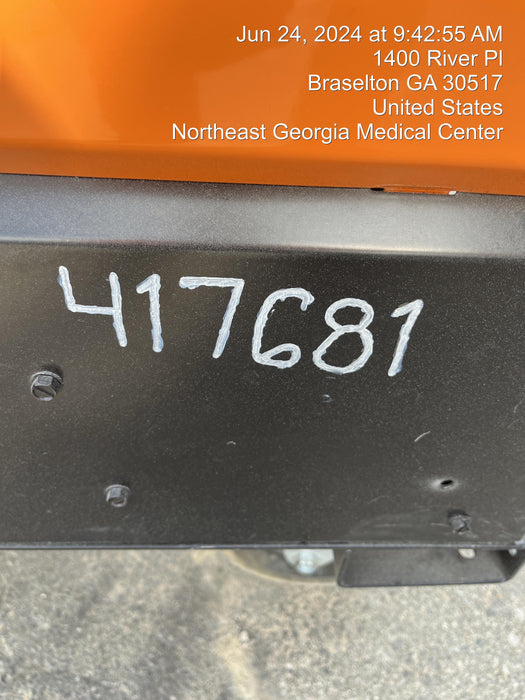 Jun 24, 2024 at 9:42:55 AM
1400 River Pl
Braselton GA 30517
United States
Northeast Georgia Medical Center
417681